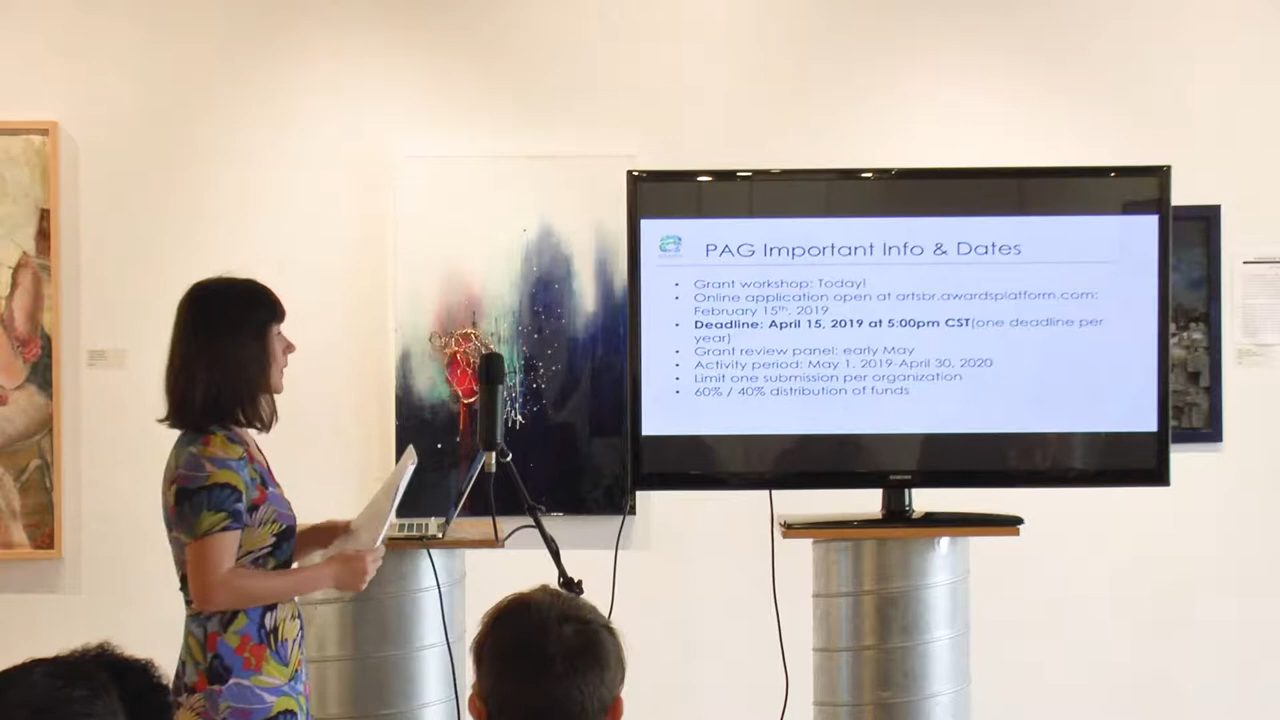 PAG Important Info & Dates
• Grant workshop: Today!
• Online application open at artsbr.awardsplatform.com:
February 15th, 2019
• Deadline: April 15, 2019 at 5:00pm CST(one deadline per
year)
• Grant review panel: early May
• Activity period: May 1, 2019-April 30, 2020
• Limit one submission per organization
• 60% / 40% distribution of funds
SAMSUNG